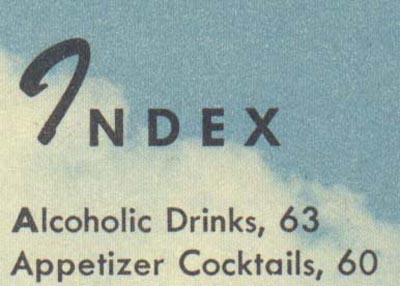 INDEX
Alcoholic Drinks, 63
Appetizer Cocktails, 60